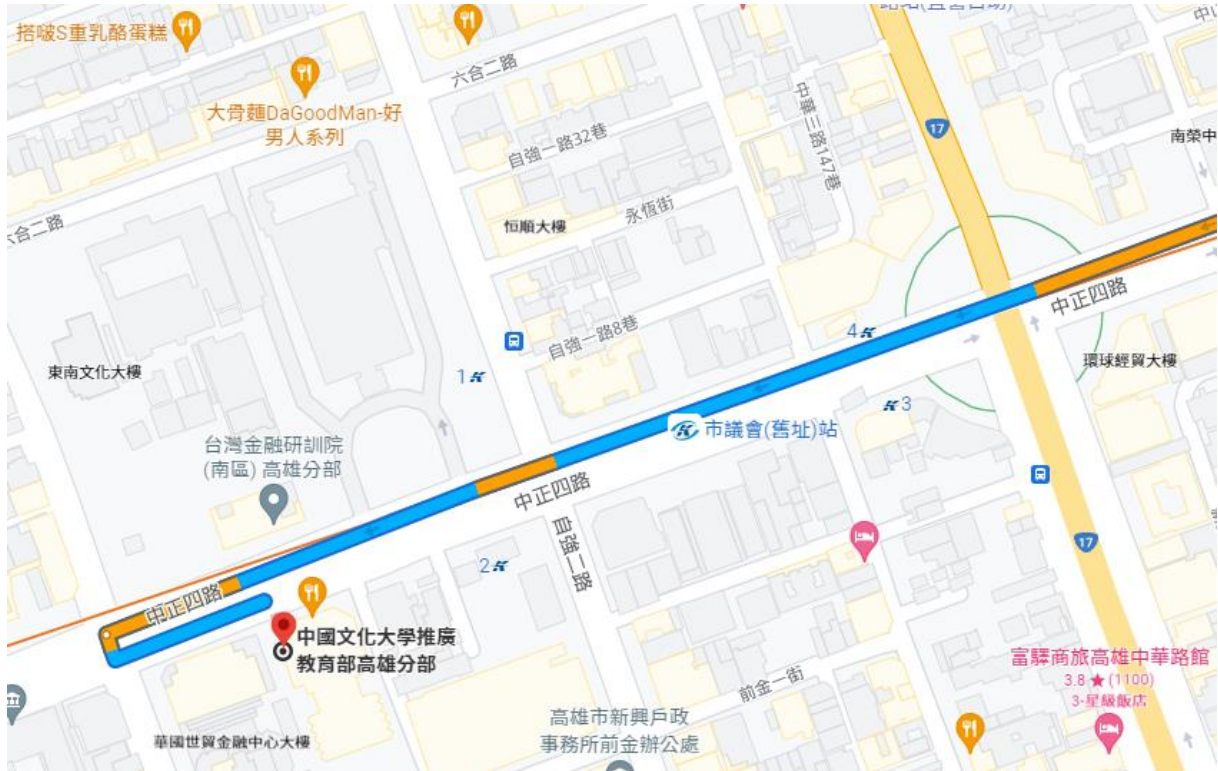 搭啵S重乳酪蛋糕
六合二路
中華三路147巷
17
大骨麵DaGoodMan-好
男人系列
自強一路32巷
南榮中
永恆街
恒順大樓
六合二路
中正四路
自強一路8巷
4
環球經貿大樓
東南文化大樓
1
3
市議會(舊址)站
台灣金融研訓院
(南區) 高雄分部
中正四路
自強二路
17
2
中正四路
中國文化大學推廣
教育部高雄分部
富驛商旅高雄中華路館
3.8 ★ (1100)
3-星級飯店
前金一街
高雄市新興戶政
事務所前金辦公處
華國世貿金融中心大樓